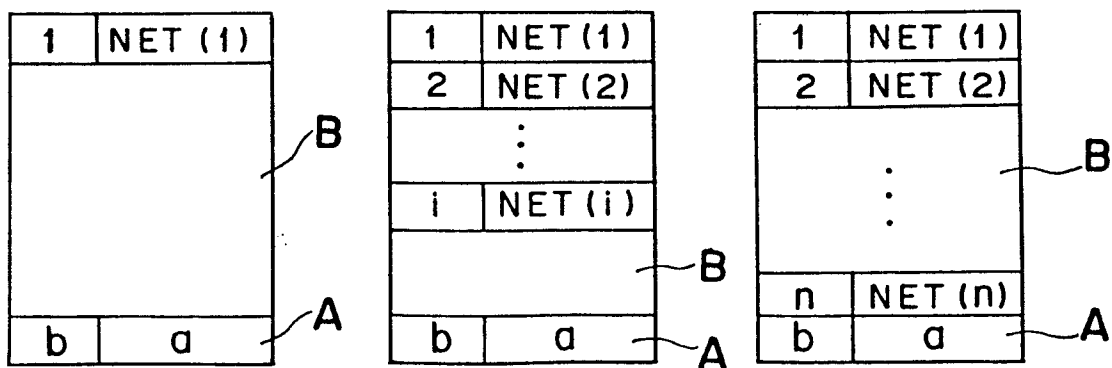 1 NET (1)
B
b a
A
1 NET (1)
2 NET (2)
i NET (i)
B
b a
A
1 NET (1)
2 NET (2)
B
n NET (n)
b a
A